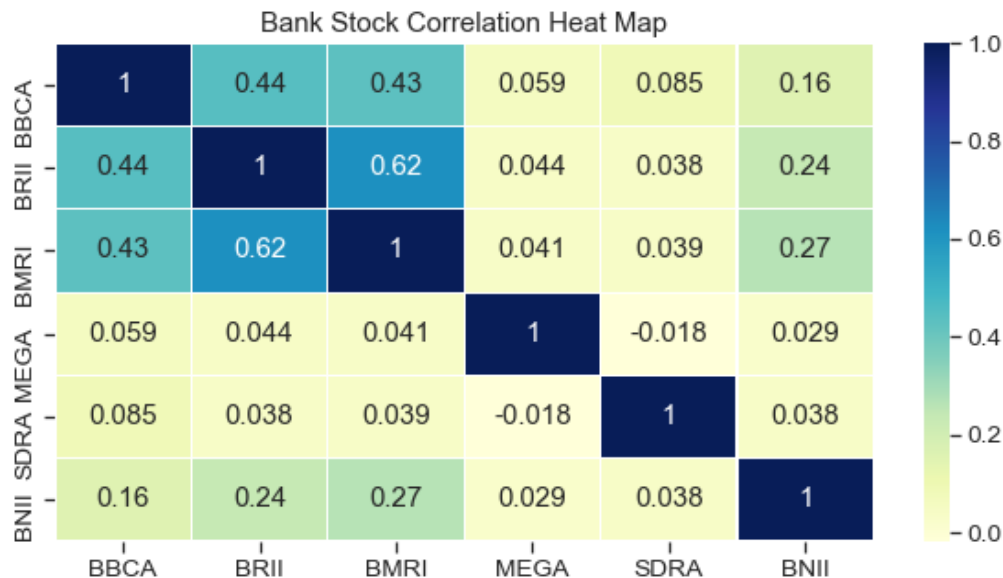 Bank Stock Correlation Heat Map
BBCA 1 0.44 0.43 0.059 0.085 0.16
BRII 0.44 1 0.62 0.044 0.038 0.24
BMRI 0.43 0.62 1 0.041 0.039 0.27
MEGA 0.059 0.044 0.041 1 -0.018 0.029
SDRA 0.085 0.038 0.039 -0.018 1 0.038
BNII 0.16 0.24 0.27 0.029 0.038 1
BBCA BRII BMRI MEGA SDRA BNII
1.0
0.8
0.6
0.4
0.2
0.0